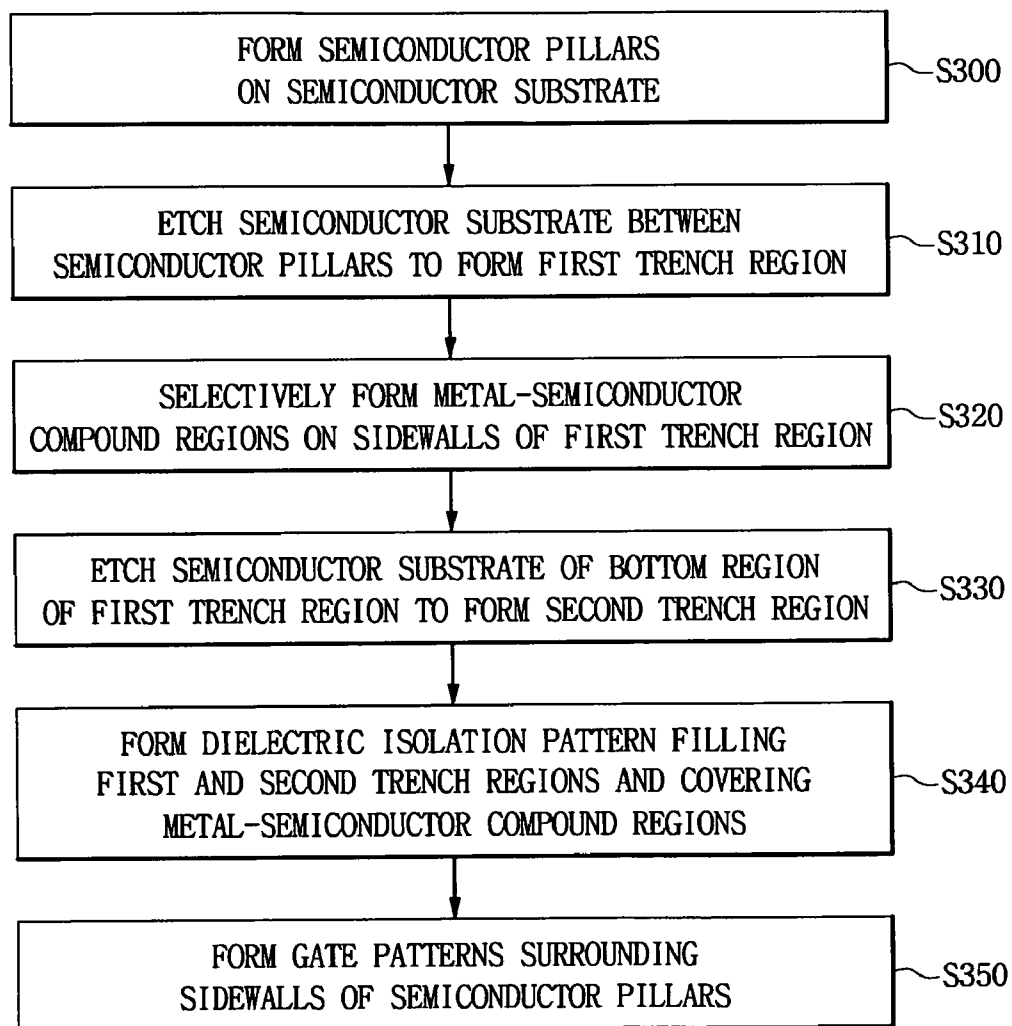 FORM SEMICONDUCTOR PILLARS
ON SEMICONDUCTOR SUBSTRATE
S300
ETCH SEMICONDUCTOR SUBSTRATE BETWEEN
SEMICONDUCTOR PILLARS TO FORM FIRST TRENCH REGION
S310
SELECTIVELY FORM METAL-SEMICONDUCTOR
COMPOUND REGIONS ON SIDEWALLS OF FIRST TRENCH REGION
S320
ETCH SEMICONDUCTOR SUBSTRATE OF BOTTOM REGION
OF FIRST TRENCH REGION TO FORM SECOND TRENCH REGION
S330
FORM DIELECTRIC ISOLATION PATTERN FILLING
FIRST AND SECOND TRENCH REGIONS AND COVERING
METAL-SEMICONDUCTOR COMPOUND REGIONS
S340
FORM GATE PATTERNS SURROUNDING
SIDEWALLS OF SEMICONDUCTOR PILLARS
S350